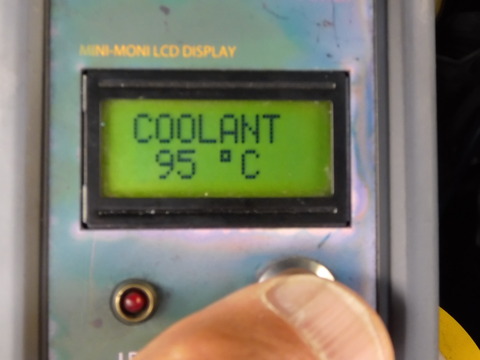 MINI-MONI LCD DISPLAY
COOLANT
95 °C